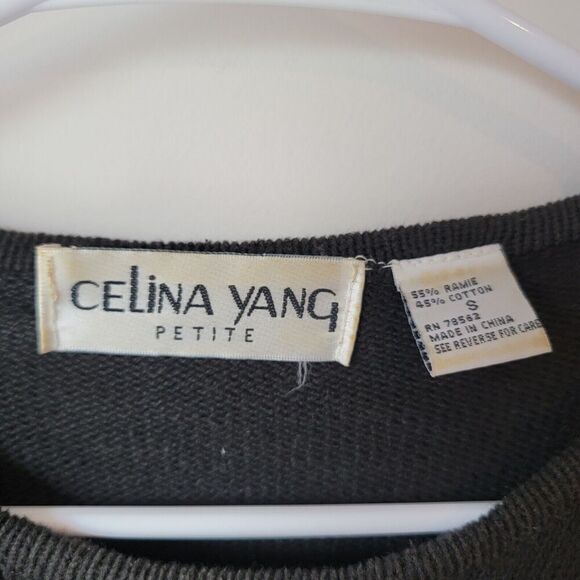 CELINA YANG
PETITE
55% RAMIE
45% COTTON
S
RN 78562
MADE IN CHINA
SEE REVERSE FOR CARE